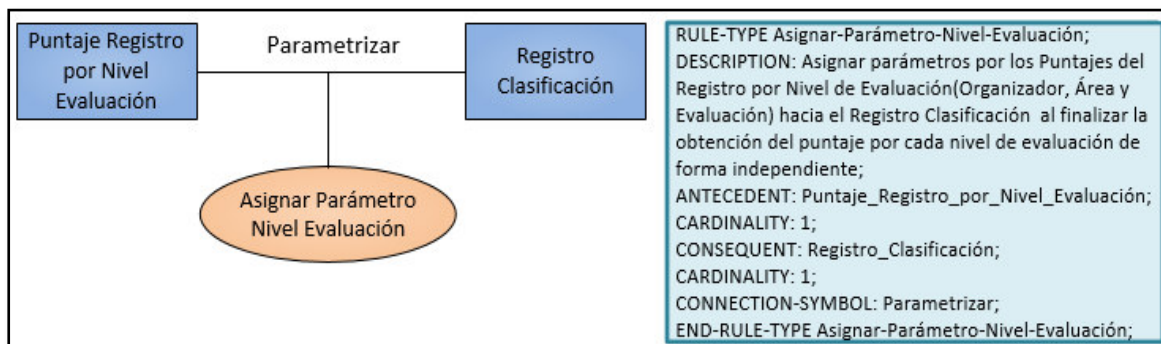 Puntaje Registro
por Nivel
Evaluación
Parametrizar
Registro
Clasificación
Asignar Parámetro
Nivel Evaluación
RULE-TYPE Asignar-Parámetro-Nivel-Evaluación;
DESCRIPTION: Asignar parámetros por los Puntajes del
Registro por Nivel de Evaluación(Organizador, Área y
Evaluación) hacia el Registro Clasificación al finalizar la
obtención del puntaje por cada nivel de evaluación de
forma independiente;
ANTECEDENT: Puntaje_Registro_por_Nivel_Evaluación;
CARDINALITY: 1;
CONSEQUENT: Registro_Clasificación;
CARDINALITY: 1;
CONNECTION-SYMBOL: Parametrizar;
END-RULE-TYPE Asignar-Parámetro-Nivel-Evaluación;